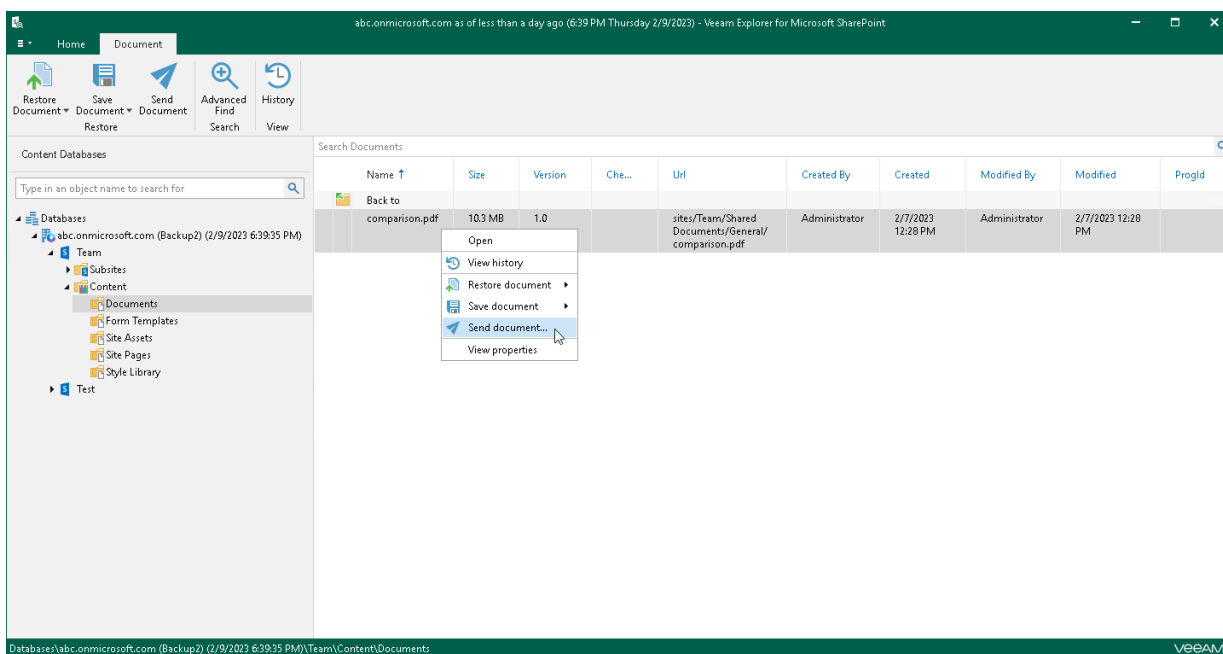 abc.onmicrosoft.com as of less than a day ago (6:39 PM Thursday 2/9/2023) - Veeam Explorer for Microsoft SharePoint
Home Document
Restore Document Save Document Send Document Advanced Find History
Restore Search View
Content Databases
Type in an object name to search for
Databases
abc.onmicrosoft.com (Backup2) (2/9/2023 6:39:35 PM)
Team
Subsites
Content
Documents
Form Templates
Site Assets
Site Pages
Style Library
Test
Search Documents
Name Size Version Che... Url Created By Created Modified By Modified ProgId
Back to
comparison.pdf 10.3 MB 1.0 sites/Team/Shared Documents/General/comparison.pdf Administrator 2/7/2023 12:28 PM Administrator 2/7/2023 12:28 PM
Open
View history
Restore document
Save document
Send document...
View properties
Databases\abc.onmicrosoft.com (Backup2) (2/9/2023 6:39:35 PM)\Team\Content\Documents
veeam